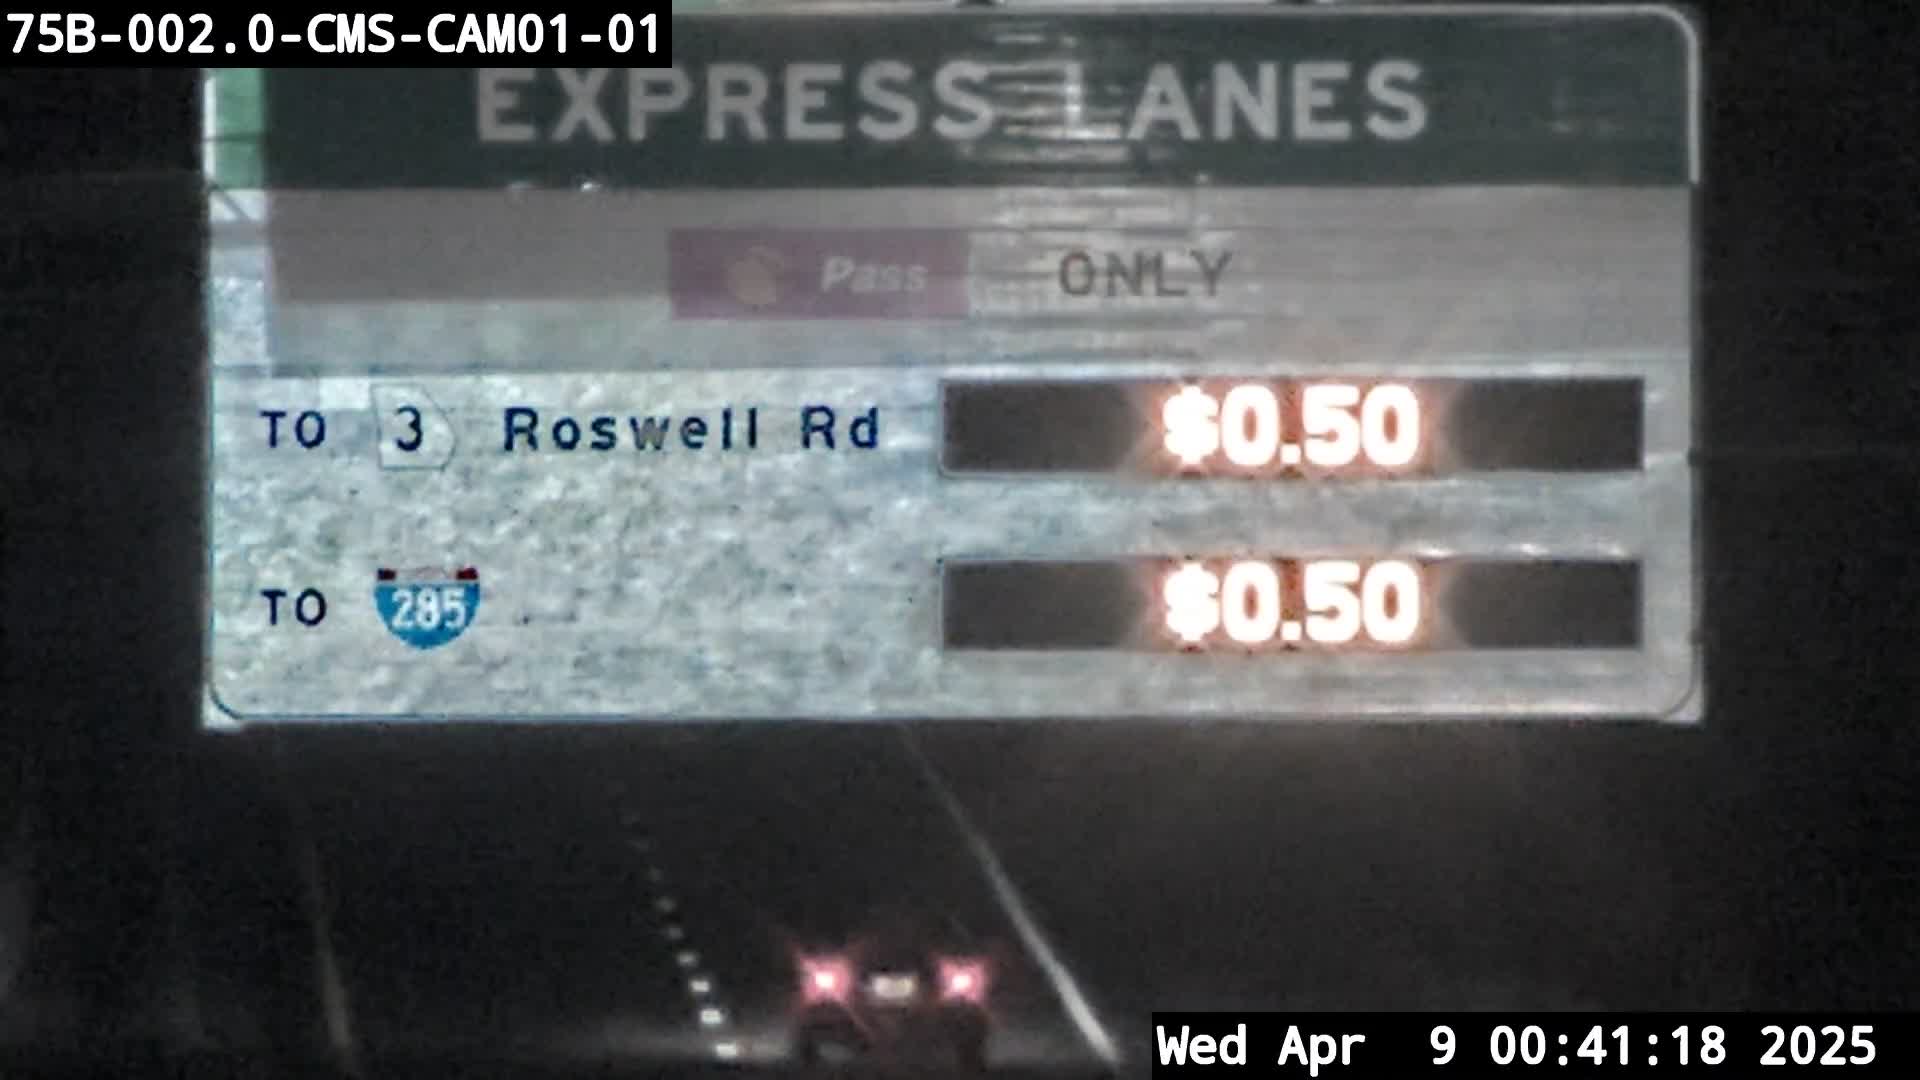 75B-002.0-CMS-CAM01-01
EXPRESS LANES
Pass ONLY
TO 3 Roswell Rd $0.50
TO 285 $0.50
Wed Apr 9 00:41:18 2025